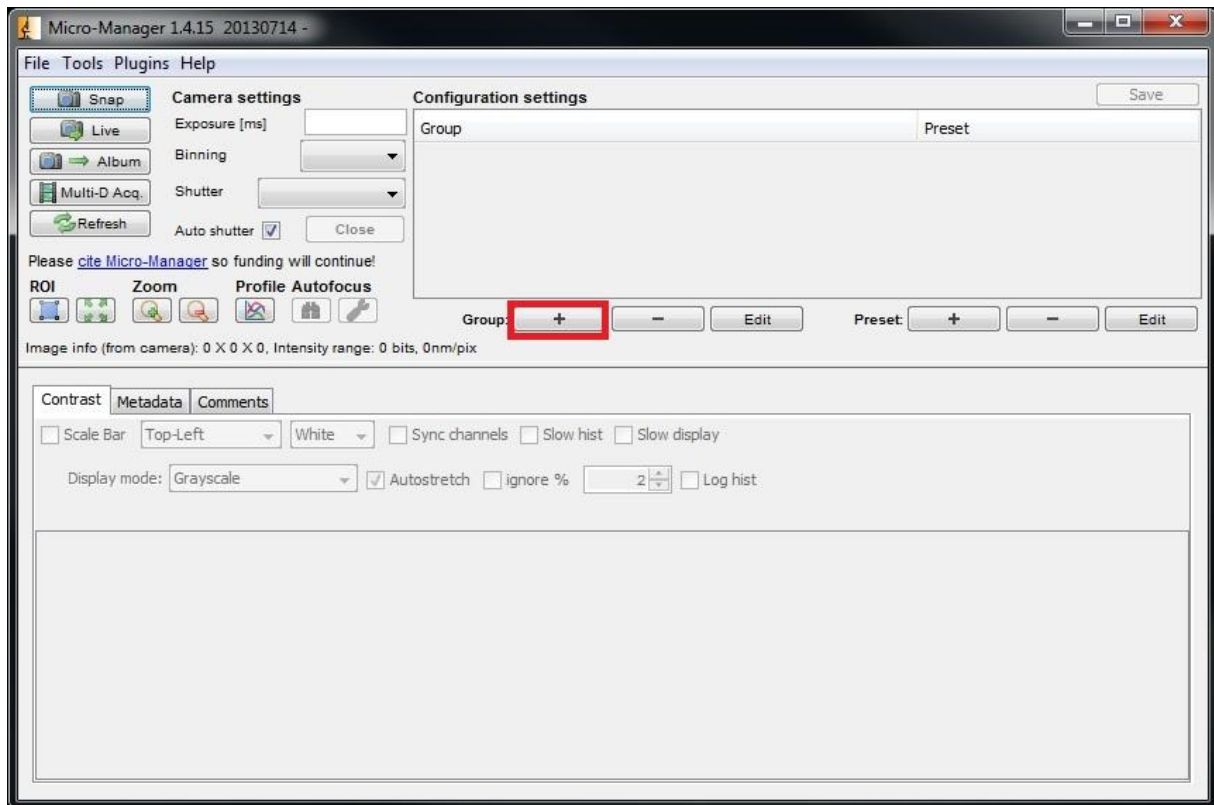 Micro-Manager 1.4.15 20130714 -
File Tools Plugins Help
Snap
Live
Album
Multi-D Acq.
Refresh
Camera settings
Exposure [ms]
Binning
Shutter
Auto shutter
Close
Please cite Micro-Manager so funding will continue!
ROI Zoom Profile Autofocus
Configuration settings
Save
Group Preset
Group: + − Edit Preset: + − Edit
Image info (from camera): 0 X 0 X 0, Intensity range: 0 bits, 0nm/pix
Contrast Metadata Comments
Scale Bar Top-Left White Sync channels Slow hist Slow display
Display mode: Grayscale Autostretch ignore % 2 Log hist